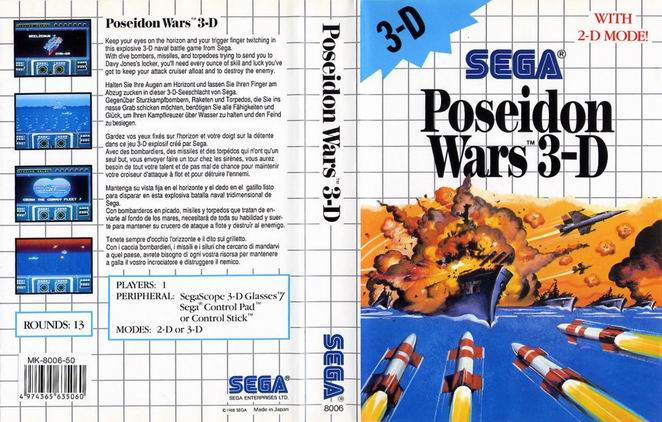 Poseidon Wars™ 3-D
Keep your eyes on the horizon and your trigger finger twitching in
this explosive 3-D naval battle game from Sega.
With dive bombers, missiles, and torpedoes trying to send you to
Davy Jones's locker, you'll need every ounce of skill and luck you've
got to keep your attack cruiser afloat and to destroy the enemy.
Halten Sie Ihre Augen am Horizont und lassen Sie Ihren Finger am
Abzug zucken in dieser 3-D-Seeschlacht von Sega.
Gegenüber Sturzkampfbombern, Raketen und Torpedos, die Sie ins
nasse Grab schicken möchten, benötigen Sie alle Fähigkeiten und
Glück, um Ihren Kampfkreuzer über Wasser zu halten und den Feind
zu besiegen.
Gardez vos yeux fixés sur l'horizon et votre doigt sur la détente
dans ce jeu 3-D explosif créé par Sega.
Avec des bombardiers, des missiles et des torpédos qui n'ont qu'un
seul but, vous envoyer faire un tour chez les sirènes, vous aurez
besoin de tout votre talent et de pas mal de chance pour maintenir
votre croiseur d'attaque à flot et pour détruire l'ennemi.
Mantenga su vista fija en el horizonte y el dedo en el gatillo listo
para disparar en esta explosiva batalla naval tridimensional de
Sega.
Con bombarderos en picado, misiles y torpedos que tratan de en-
viarle al fondo de los mares, necesitará de toda su habilidad y suer-
te para mantener su crucero de ataque a flote y destruir al enemigo.
Tenete sempre d'occhio l'orizzonte e il dito sul grilletto.
Con i caccia bombardieri, i missili e i siluri che cercano di mandarvi
a quel paese, avrete bisogno di ogni vostra risorsa per mantenere
a galla il vostro incrociatore e distruggere il nemico.
PLAYERS: 1
PERIPHERAL: SegaScope 3-D Glasses™/
Sega® Control Pad™
or Control Stick™
MODES: 2-D or 3-D
ROUNDS: 13
MK-8006-50
4 974365 635060
SEGA®
SEGA ENTERPRISES LTD.
©1988 SEGA Made in Japan
Poseidon Wars™ 3-D
SEGA®
8006
3-D
WITH
2-D MODE!
SEGA®
Poseidon
Wars™ 3-D